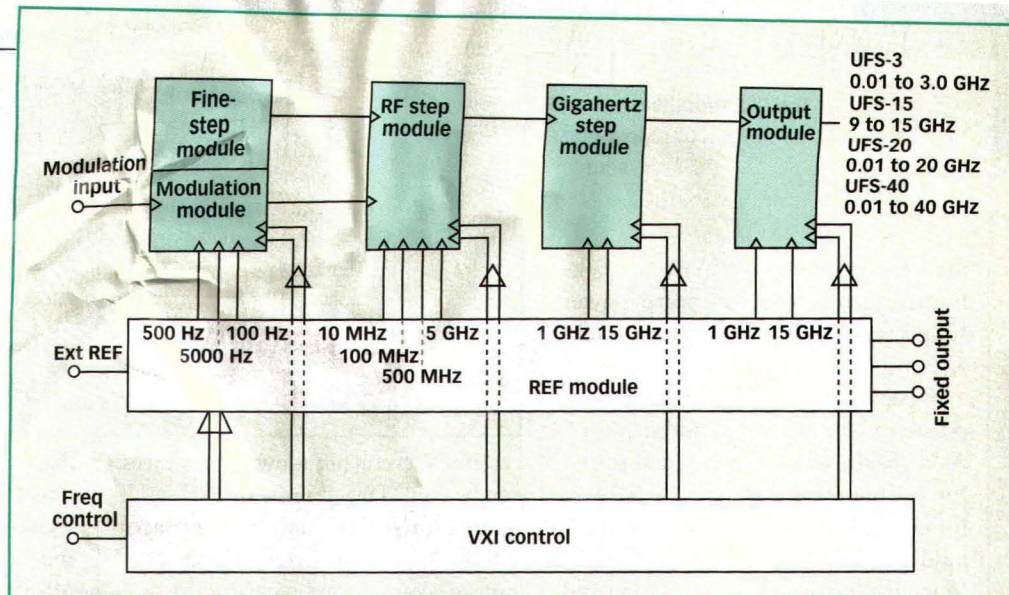 Fine-
step
module
Modulation
module
Modulation
input
RF step
module
Gigahertz
step
module
Output
module
UFS-3
0.01 to 3.0 GHz
UFS-15
9 to 15 GHz
UFS-20
0.01 to 20 GHz
UFS-40
0.01 to 40 GHz
500 Hz
100 Hz
5000 Hz
10 MHz
5 GHz
100 MHz
500 MHz
1 GHz
15 GHz
1 GHz
15 GHz
Ext REF
REF module
Fixed output
Freq
control
VXI control